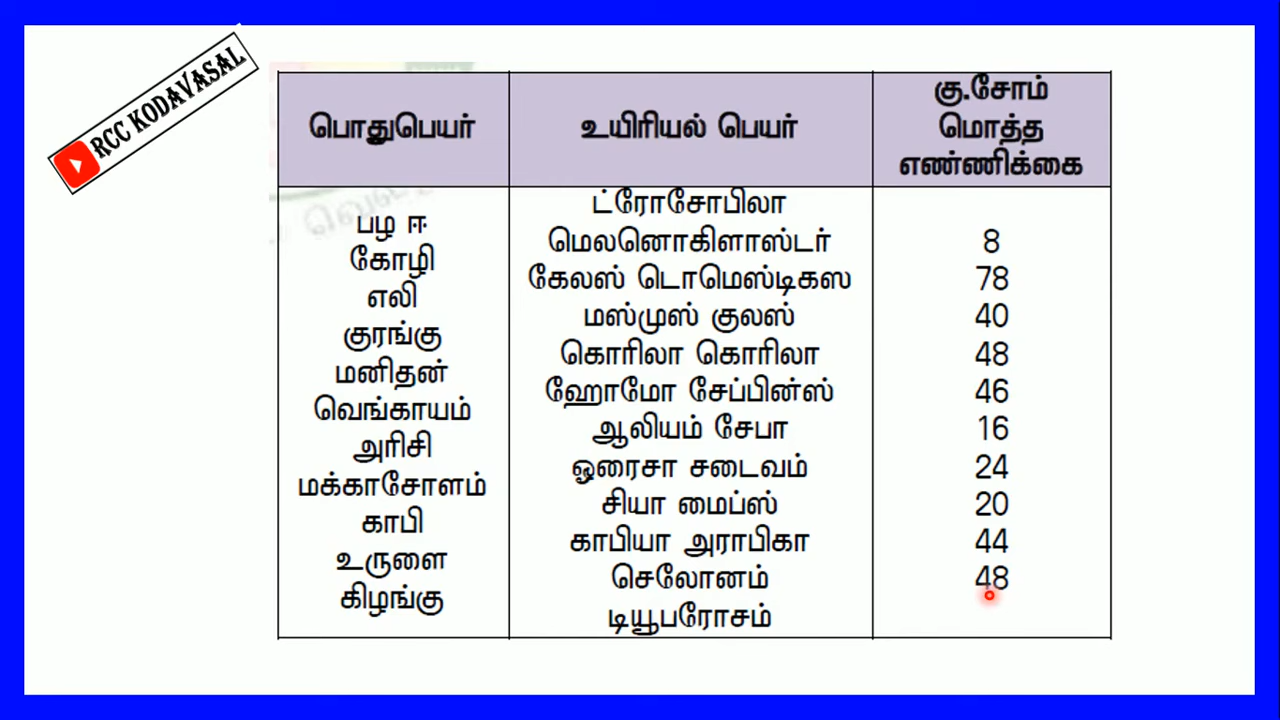 RCC KODAVASAL
பொதுபெயர்
உயிரியல் பெயர்
கு.சோம்
மொத்த
எண்ணிக்கை
பழ ஈ
கோழி
எலி
குரங்கு
மனிதன்
வெங்காயம்
அரிசி
மக்காசோளம்
காபி
உருளை
கிழங்கு
ட்ரோசோபிலா
மெலனொகிளாஸ்டர்
கேலஸ் டொமெஸ்டிகஸ
மஸ்முஸ் குலஸ்
கொரிலா கொரிலா
ஹோமோ சேப்பின்ஸ்
ஆலியம் சேபா
ஓரைசா சடைவம்
சியா மைப்ஸ்
காபியா அராபிகா
செலோனம்
டியூபரோசம்
8
78
40
48
46
16
24
20
44
48